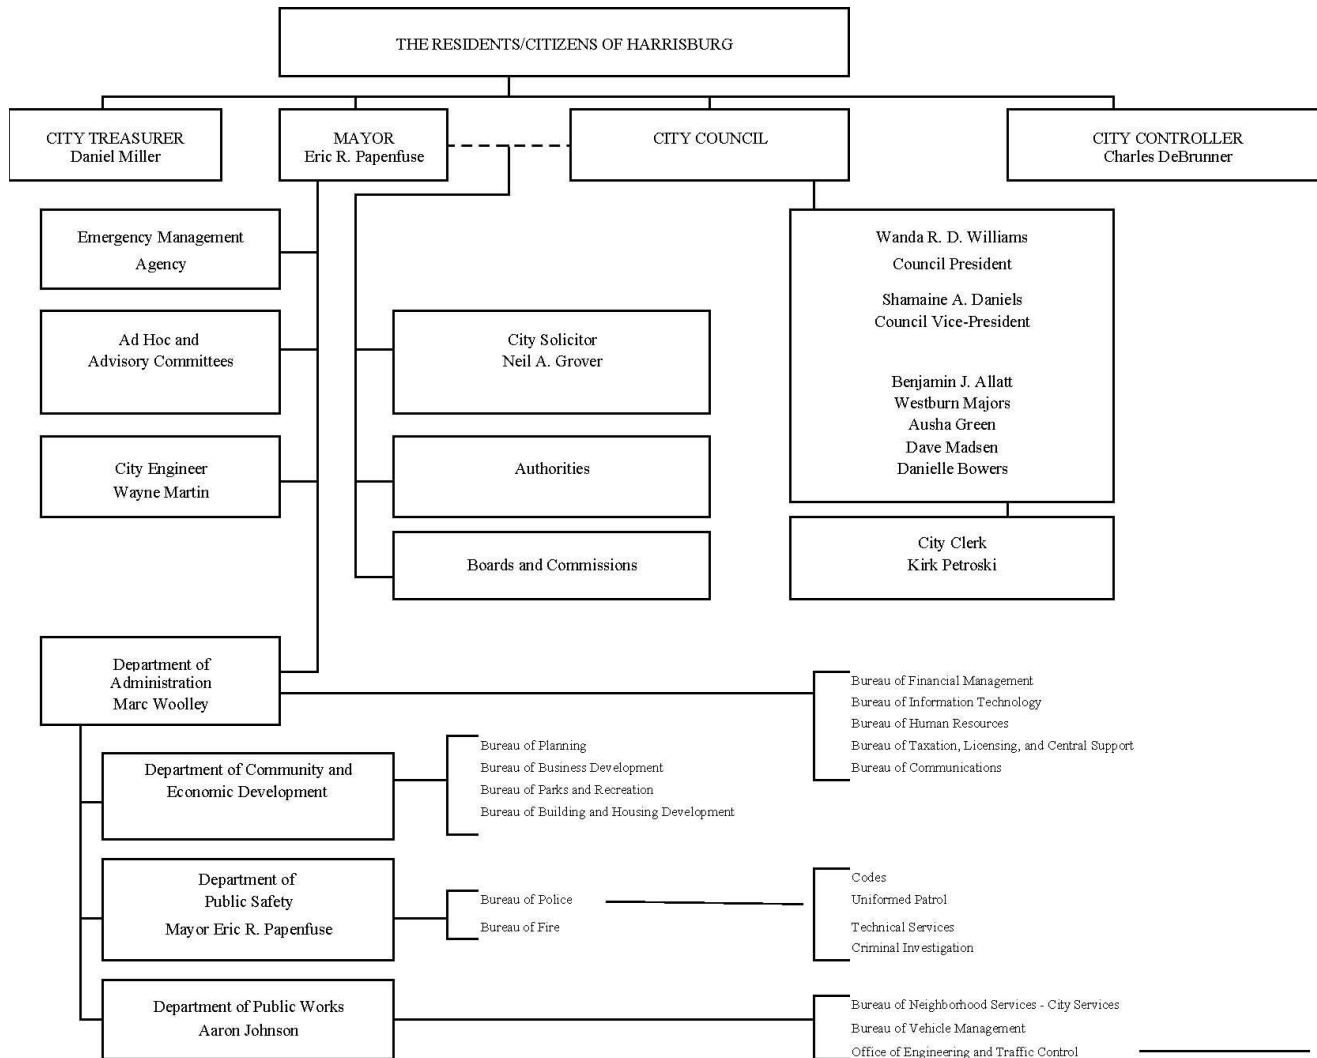 THE RESIDENTS/CITIZENS OF HARRISBURG
CITY TREASURER
Daniel Miller
MAYOR
Eric R. Papenfuse
CITY COUNCIL
CITY CONTROLLER
Charles DeBrunner
Emergency Management
Agency
Ad Hoc and
Advisory Committees
City Engineer
Wayne Martin
City Solicitor
Neil A. Grover
Authorities
Boards and Commissions
Wanda R. D. Williams
Council President
Shamaine A. Daniels
Council Vice-President
Benjamin J. Allatt
Westburn Majors
Ausha Green
Dave Madsen
Danielle Bowers
City Clerk
Kirk Petroski
Department of
Administration
Marc Woolley
Bureau of Financial Management
Bureau of Information Technology
Bureau of Human Resources
Bureau of Taxation, Licensing, and Central Support
Bureau of Communications
Department of Community and
Economic Development
Bureau of Planning
Bureau of Business Development
Bureau of Parks and Recreation
Bureau of Building and Housing Development
Department of
Public Safety
Mayor Eric R. Papenfuse
Bureau of Police
Bureau of Fire
Codes
Uniformed Patrol
Technical Services
Criminal Investigation
Department of Public Works
Aaron Johnson
Bureau of Neighborhood Services - City Services
Bureau of Vehicle Management
Office of Engineering and Traffic Control